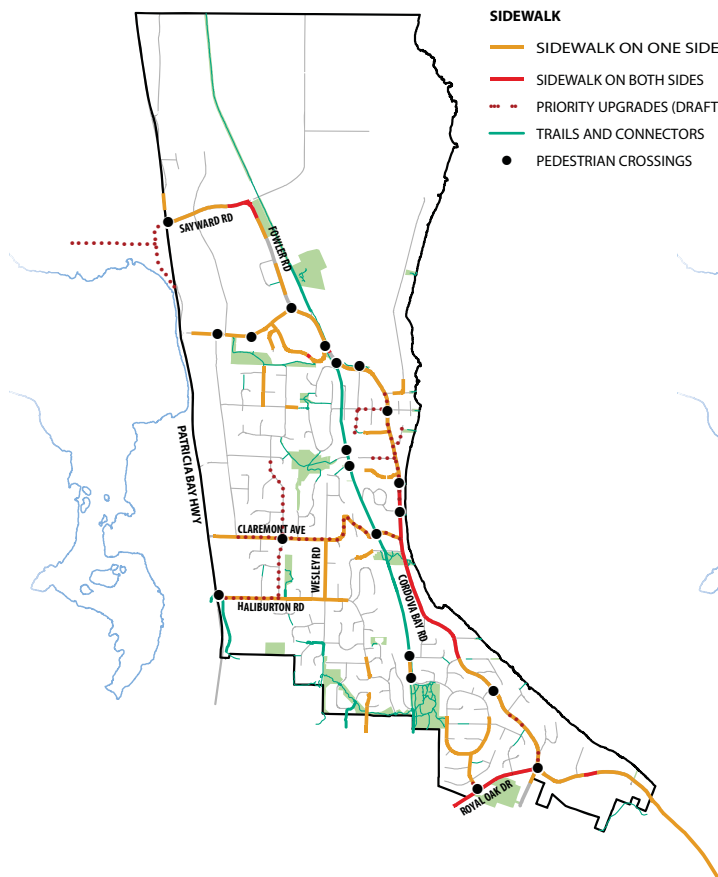 SIDEWALK
SIDEWALK ON ONE SIDE
SIDEWALK ON BOTH SIDES
PRIORITY UPGRADES (DRAFT
TRAILS AND CONNECTORS
PEDESTRIAN CROSSINGS
SAYWARD RD
FOWLER RD
PATRICIA BAY HWY
CLAREMONT AVE
WESLEY RD
CORDOVA BAY RD
HALIBURTON RD
ROYAL OAK DR